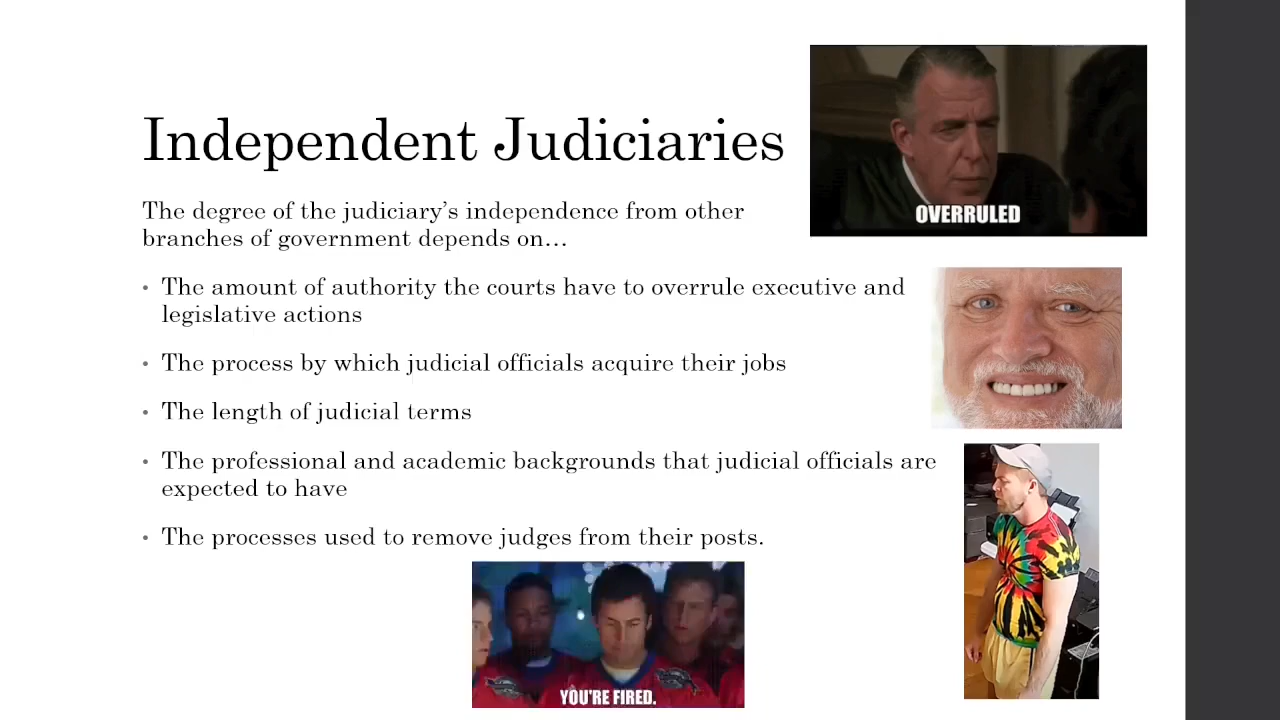 OVERRULED
Independent Judiciaries
The degree of the judiciary’s independence from other
branches of government depends on…
• The amount of authority the courts have to overrule executive and
legislative actions
• The process by which judicial officials acquire their jobs
• The length of judicial terms
• The professional and academic backgrounds that judicial officials are
expected to have
• The processes used to remove judges from their posts.
YOU'RE FIRED.